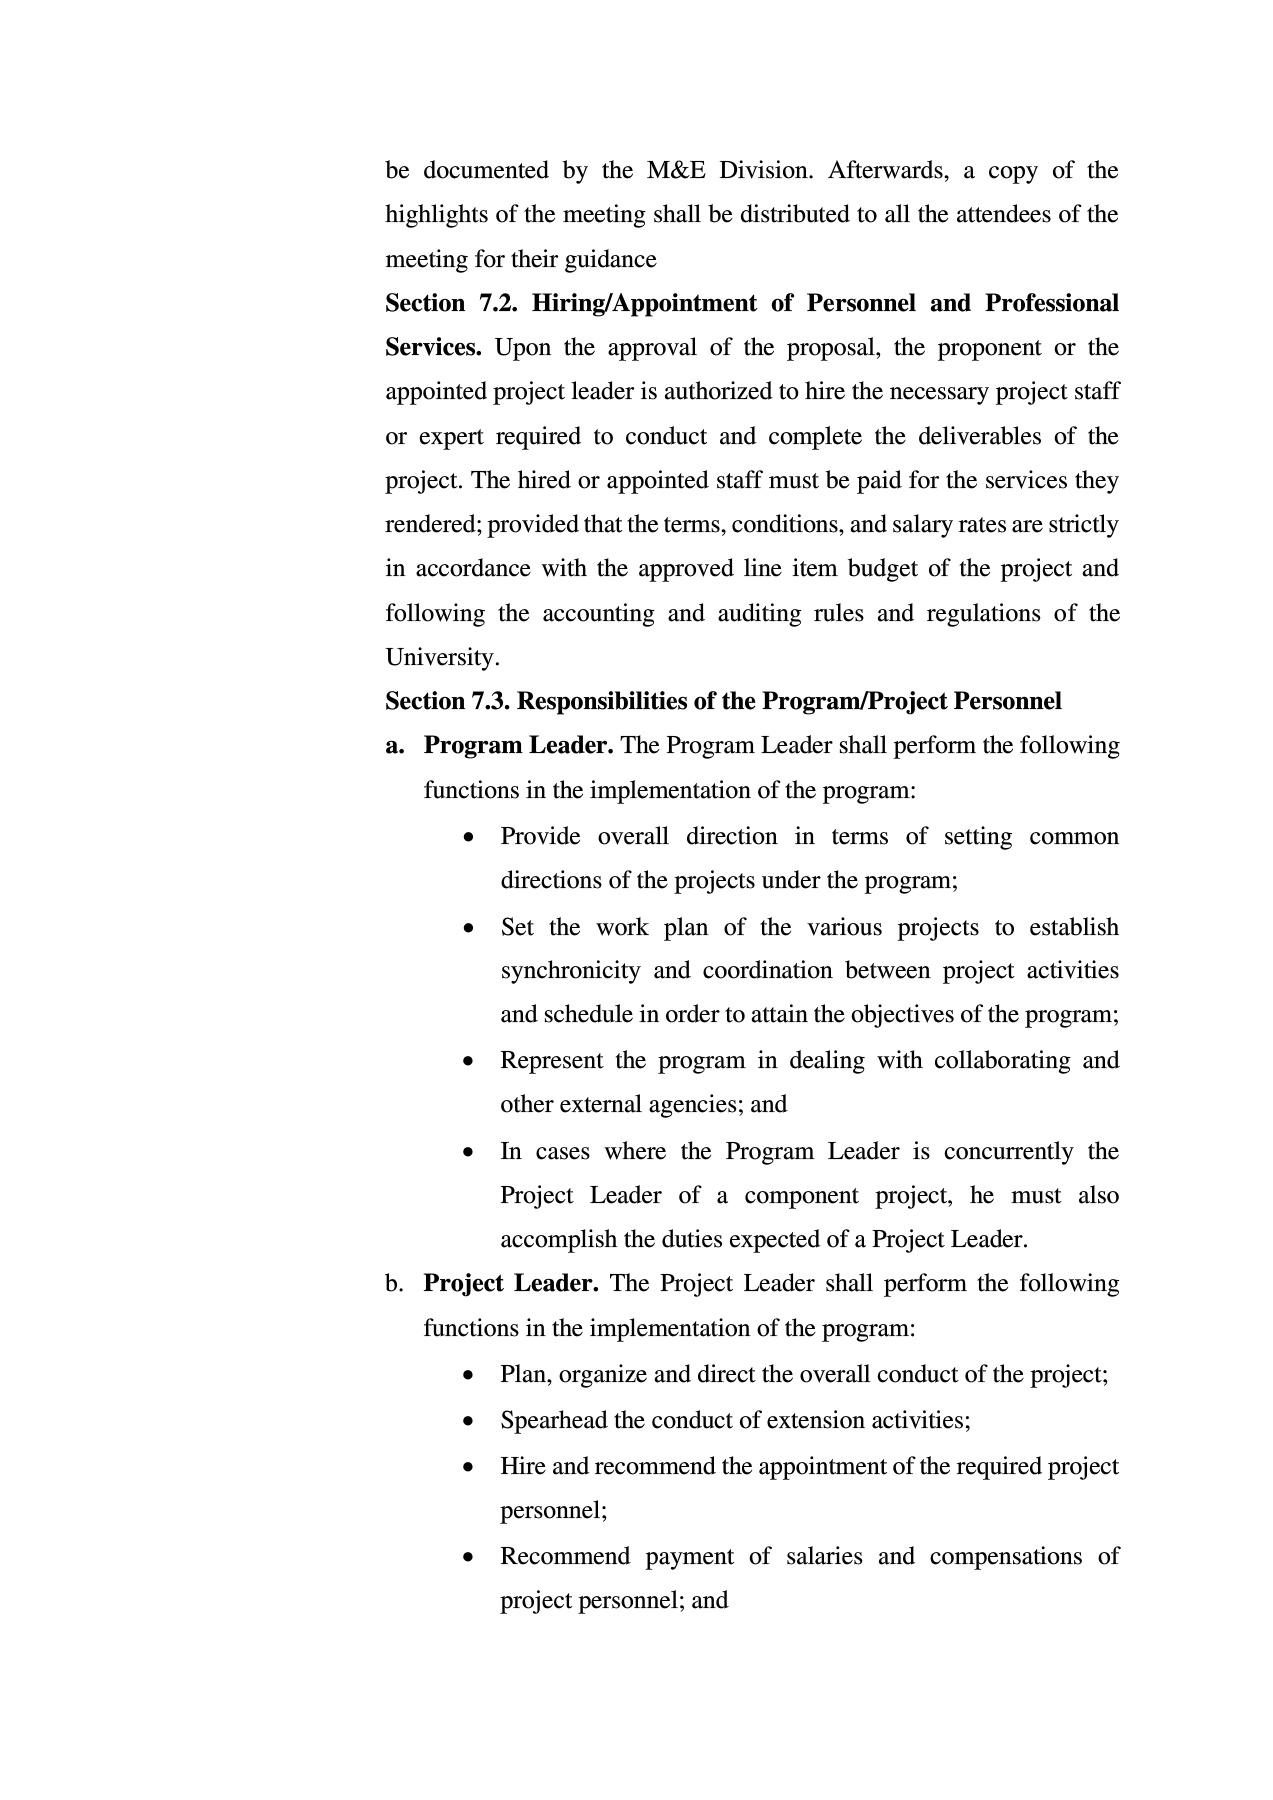 be documented by the M&E Division. Afterwards, a copy of the
highlights of the meeting shall be distributed to all the attendees of the
meeting for their guidance
Section 7.2. Hiring/Appointment of Personnel and Professional
Services. Upon the approval of the proposal, the proponent or the
appointed project leader is authorized to hire the necessary project staff
or expert required to conduct and complete the deliverables of the
project. The hired or appointed staff must be paid for the services they
rendered; provided that the terms, conditions, and salary rates are strictly
in accordance with the approved line item budget of the project and
following the accounting and auditing rules and regulations of the
University.
Section 7.3. Responsibilities of the Program/Project Personnel
a. Program Leader. The Program Leader shall perform the following
functions in the implementation of the program:
• Provide overall direction in terms of setting common
directions of the projects under the program;
• Set the work plan of the various projects to establish
synchronicity and coordination between project activities
and schedule in order to attain the objectives of the program;
• Represent the program in dealing with collaborating and
other external agencies; and
• In cases where the Program Leader is concurrently the
Project Leader of a component project, he must also
accomplish the duties expected of a Project Leader.
b. Project Leader. The Project Leader shall perform the following
functions in the implementation of the program:
• Plan, organize and direct the overall conduct of the project;
• Spearhead the conduct of extension activities;
• Hire and recommend the appointment of the required project
personnel;
• Recommend payment of salaries and compensations of
project personnel; and